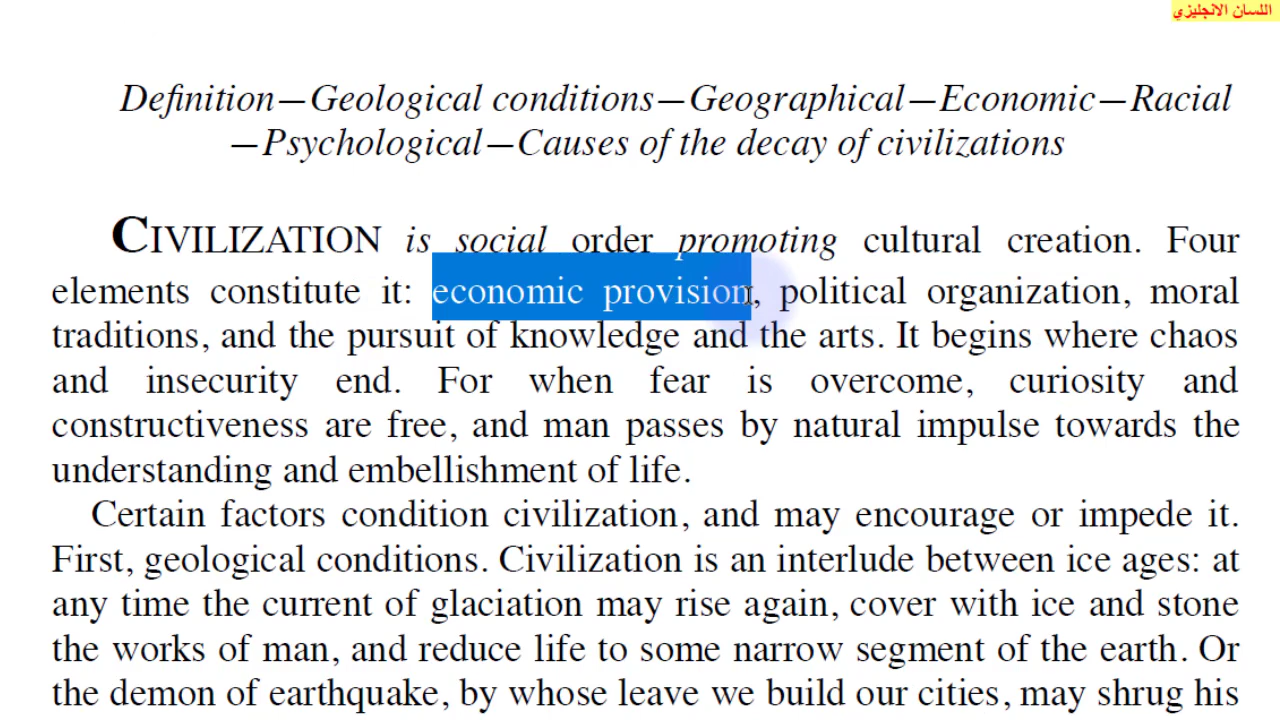 اللسان الانجليزي
Definition—Geological conditions—Geographical—Economic—Racial
—Psychological—Causes of the decay of civilizations
CIVILIZATION is social order promoting cultural creation. Four
elements constitute it: economic provision, political organization, moral
traditions, and the pursuit of knowledge and the arts. It begins where chaos
and insecurity end. For when fear is overcome, curiosity and
constructiveness are free, and man passes by natural impulse towards the
understanding and embellishment of life.
Certain factors condition civilization, and may encourage or impede it.
First, geological conditions. Civilization is an interlude between ice ages: at
any time the current of glaciation may rise again, cover with ice and stone
the works of man, and reduce life to some narrow segment of the earth. Or
the demon of earthquake, by whose leave we build our cities, may shrug his